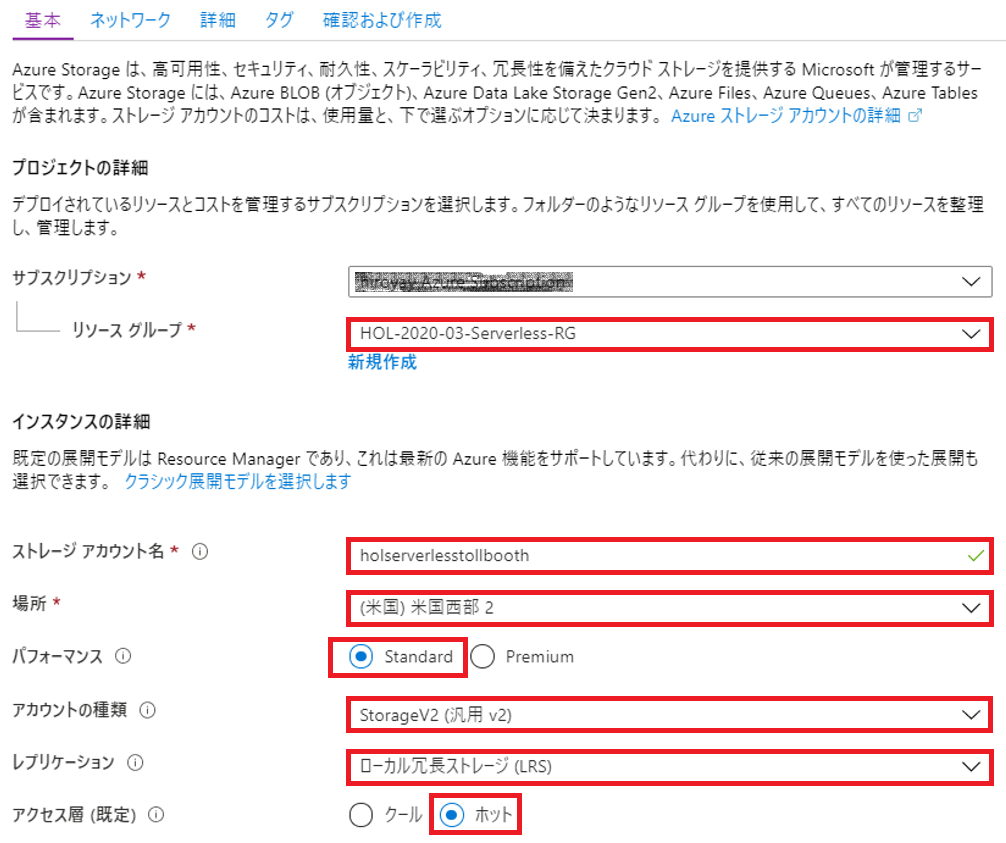 基本 ネットワーク 詳細 タグ 確認および作成
Azure Storage は、高可用性、セキュリティ、耐久性、スケーラビリティ、冗長性を備えたクラウド ストレージを提供する Microsoft が管理するサー
ビスです。Azure Storage には、Azure BLOB (オブジェクト)、Azure Data Lake Storage Gen2、Azure Files、Azure Queues、Azure Tables
が含まれます。ストレージ アカウントのコストは、使用量と、下で選ぶオプションに応じて決まります。 Azure ストレージ アカウントの詳細
プロジェクトの詳細
デプロイされているリソースとコストを管理するサブスクリプションを選択します。フォルダーのようなリソース グループを使用して、すべてのリソースを整理
し、管理します。
サブスクリプション * Azure Subscription
リソース グループ * HOL-2020-03-Serverless-RG
新規作成
インスタンスの詳細
既定の展開モデルは Resource Manager であり、これは最新の Azure 機能をサポートしています。代わりに、従来の展開モデルを使った展開も
選択できます。 クラシック展開モデルを選択します
ストレージ アカウント名 * holserverlesstollbooth
場所 * (米国) 米国西部 2
パフォーマンス Standard Premium
アカウントの種類 StorageV2 (汎用 v2)
レプリケーション ローカル冗長ストレージ (LRS)
アクセス層 (既定) クール ホット